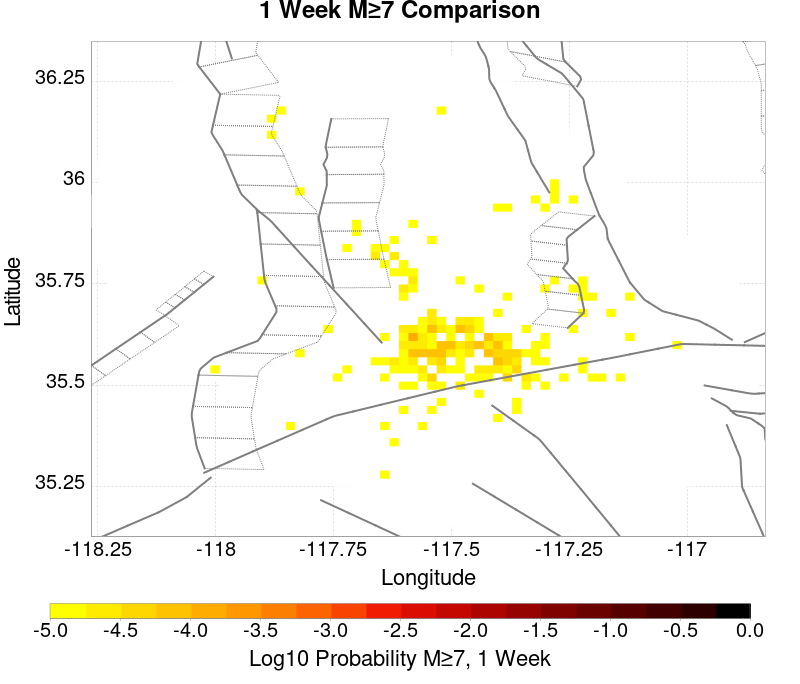 1 Week M≥7 Comparison
36.25
36
35.75
35.5
35.25
Latitude
-118.25 -118 -117.75 -117.5 -117.25 -117
Longitude
-5.0 -4.5 -4.0 -3.5 -3.0 -2.5 -2.0 -1.5 -1.0 -0.5 0.0
Log10 Probability M≥7, 1 Week